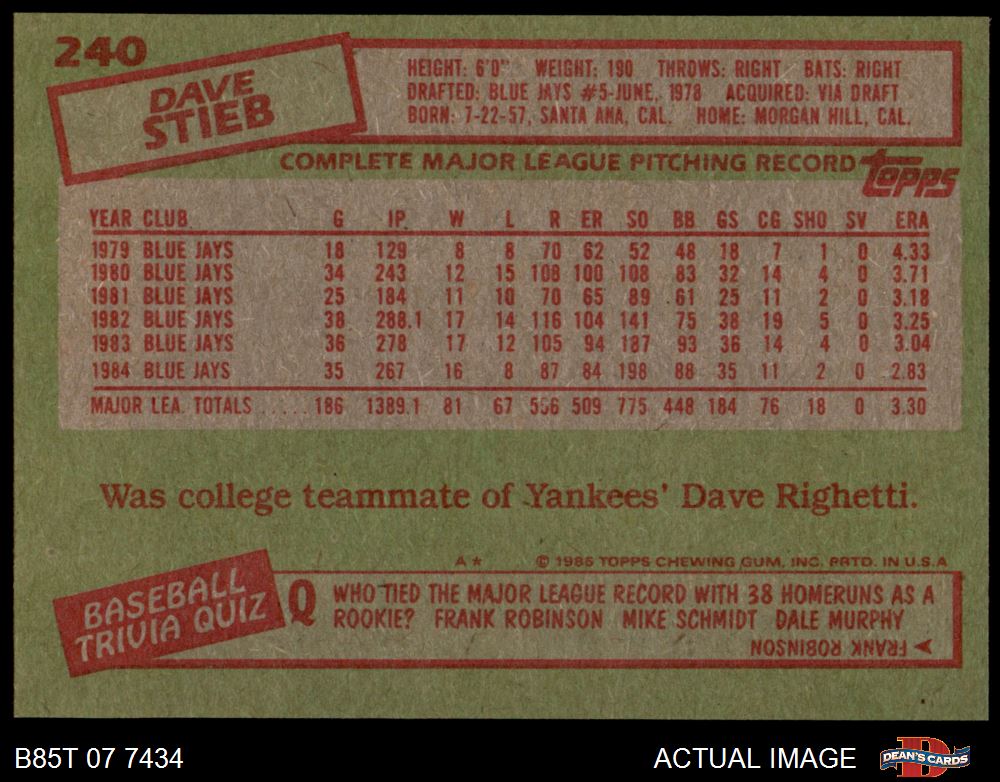 240
DAVE
STIEB
HEIGHT: 6'0" WEIGHT: 190 THROWS: RIGHT BATS: RIGHT
DRAFTED: BLUE JAYS #5-JUNE, 1978 ACQUIRED: VIA DRAFT
BORN: 7-22-57, SANTA ANA, CAL. HOME: MORGAN HILL, CAL.
COMPLETE MAJOR LEAGUE PITCHING RECORD
TOPPS
YEAR CLUB G IP W L R ER SO BB GS CG SHO SV ERA
1979 BLUE JAYS 18 129 8 8 70 62 52 48 18 7 1 0 4.33
1980 BLUE JAYS 34 243 12 15 108 100 108 83 32 14 4 0 3.71
1981 BLUE JAYS 25 184 11 10 70 65 89 61 25 11 2 0 3.18
1982 BLUE JAYS 38 288.1 17 14 116 104 141 75 38 19 5 0 3.25
1983 BLUE JAYS 36 278 17 12 105 94 187 93 36 14 4 0 3.04
1984 BLUE JAYS 35 267 16 8 87 84 198 88 35 11 2 0 2.83
MAJOR LEA. TOTALS ..... 186 1389.1 81 67 556 509 775 448 184 76 18 0 3.30
Was college teammate of Yankees' Dave Righetti.
A* © 1985 TOPPS CHEWING GUM, INC. PRTD. IN U.S.A
BASEBALL
TRIVIA QUIZ
Q WHO TIED THE MAJOR LEAGUE RECORD WITH 38 HOMERUNS AS A
ROOKIE? FRANK ROBINSON MIKE SCHMIDT DALE MURPHY
FRANK ROBINSON
B85T 07 7434
ACTUAL IMAGE
DEAN'S CARDS